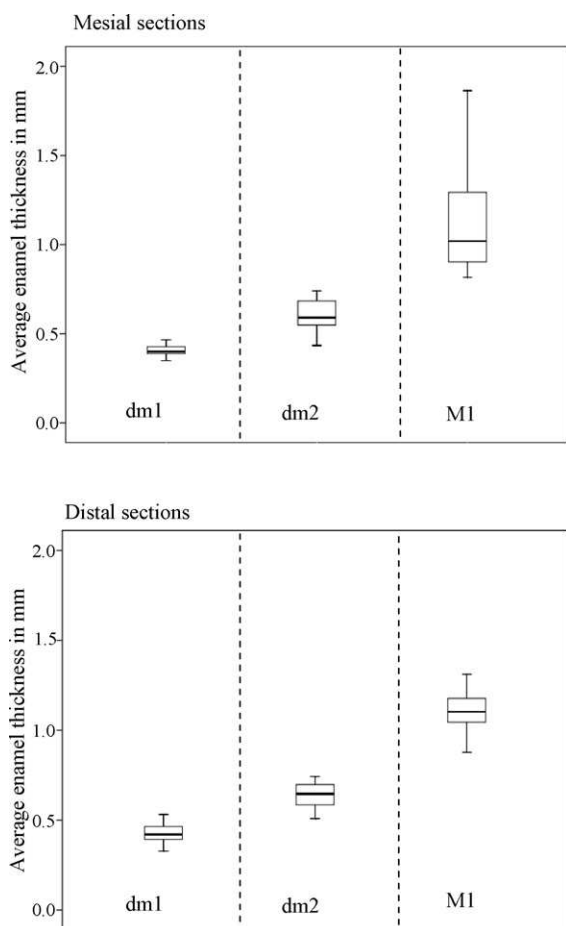 Mesial sections
Average enamel thickness in mm
2.0
1.5
1.0
0.5
0.0
dm1
dm2
M1
Distal sections
Average enamel thickness in mm
2.0
1.5
1.0
0.5
0.0
dm1
dm2
M1